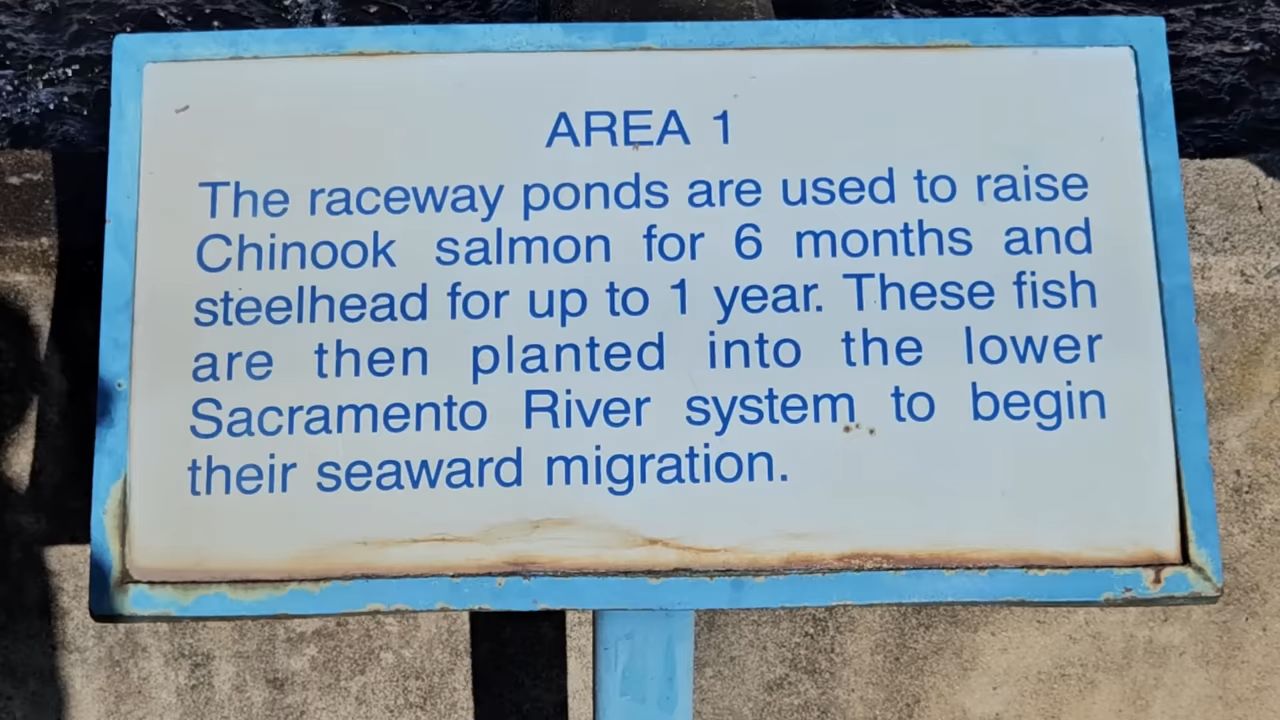 AREA 1
The raceway ponds are used to raise
Chinook salmon for 6 months and
steelhead for up to 1 year. These fish
are then planted into the lower
Sacramento River system to begin
their seaward migration.